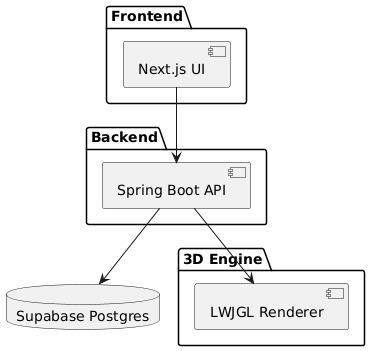 Frontend
Next.js UI
Backend
Spring Boot API
3D Engine
Supabase Postgres
LWJGL Renderer